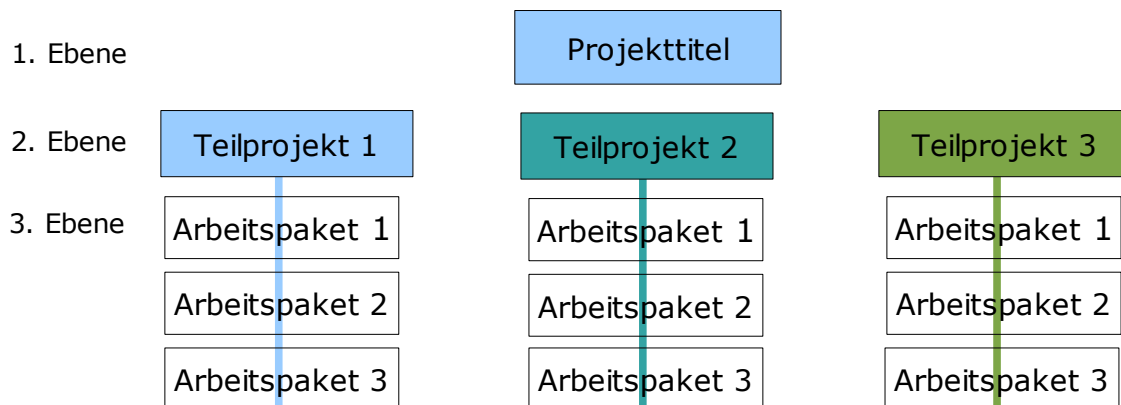 1. Ebene
Projekttitel
2. Ebene
Teilprojekt 1
Teilprojekt 2
Teilprojekt 3
3. Ebene
Arbeitspaket 1
Arbeitspaket 1
Arbeitspaket 1
Arbeitspaket 2
Arbeitspaket 2
Arbeitspaket 2
Arbeitspaket 3
Arbeitspaket 3
Arbeitspaket 3